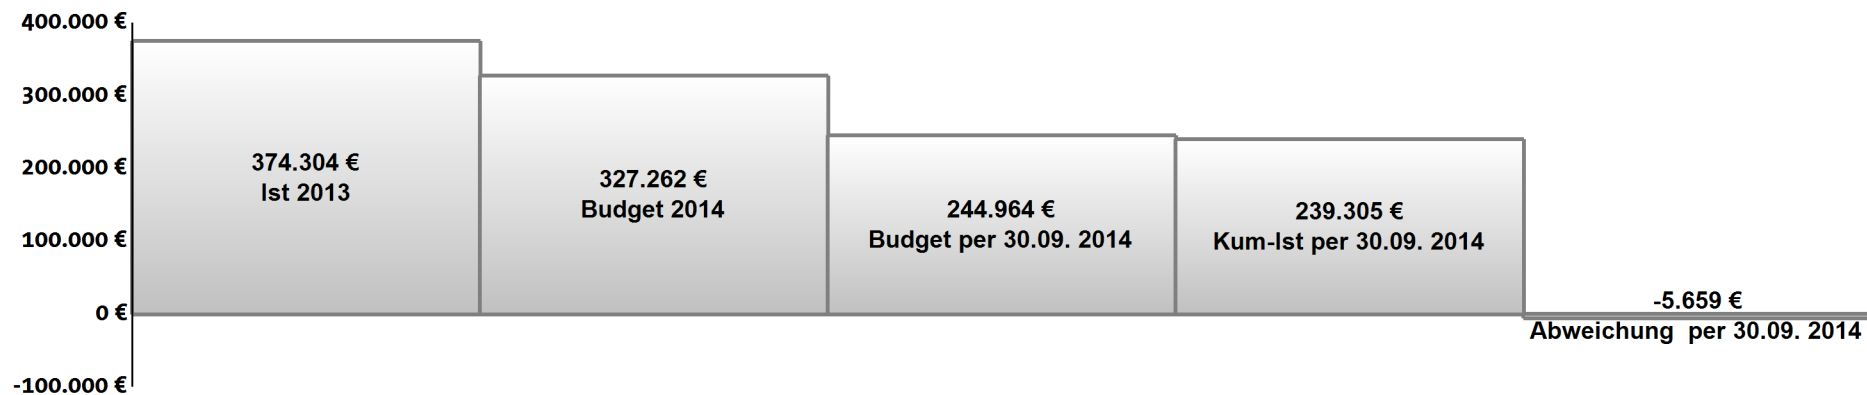 400.000 €
300.000 €
200.000 €
100.000 €
0 €
-100.000 €
374.304 €
Ist 2013
327.262 €
Budget 2014
244.964 €
Budget per 30.09. 2014
239.305 €
Kum-Ist per 30.09. 2014
-5.659 €
Abweichung  per 30.09. 2014